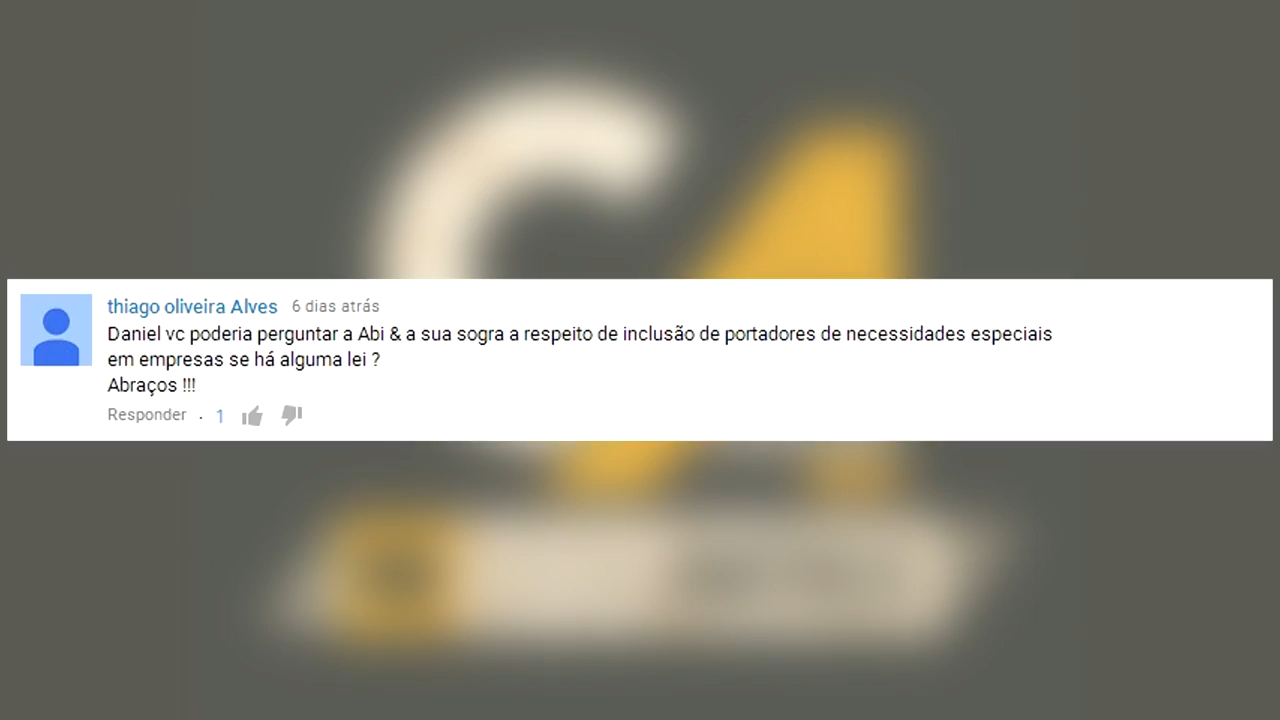 thiago oliveira Alves 6 dias atrás
Daniel vc poderia perguntar a Abi & a sua sogra a respeito de inclusão de portadores de necessidades especiais
em empresas se há alguma lei ?
Abraços !!!
Responder . 1